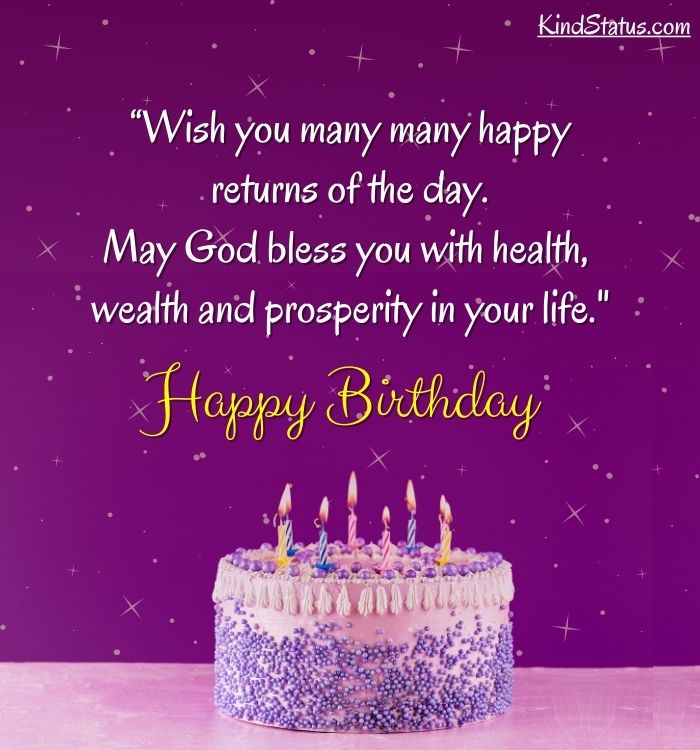 KindStatus.com
“Wish you many many happy
returns of the day.
May God bless you with health,
wealth and prosperity in your life."
Happy Birthday